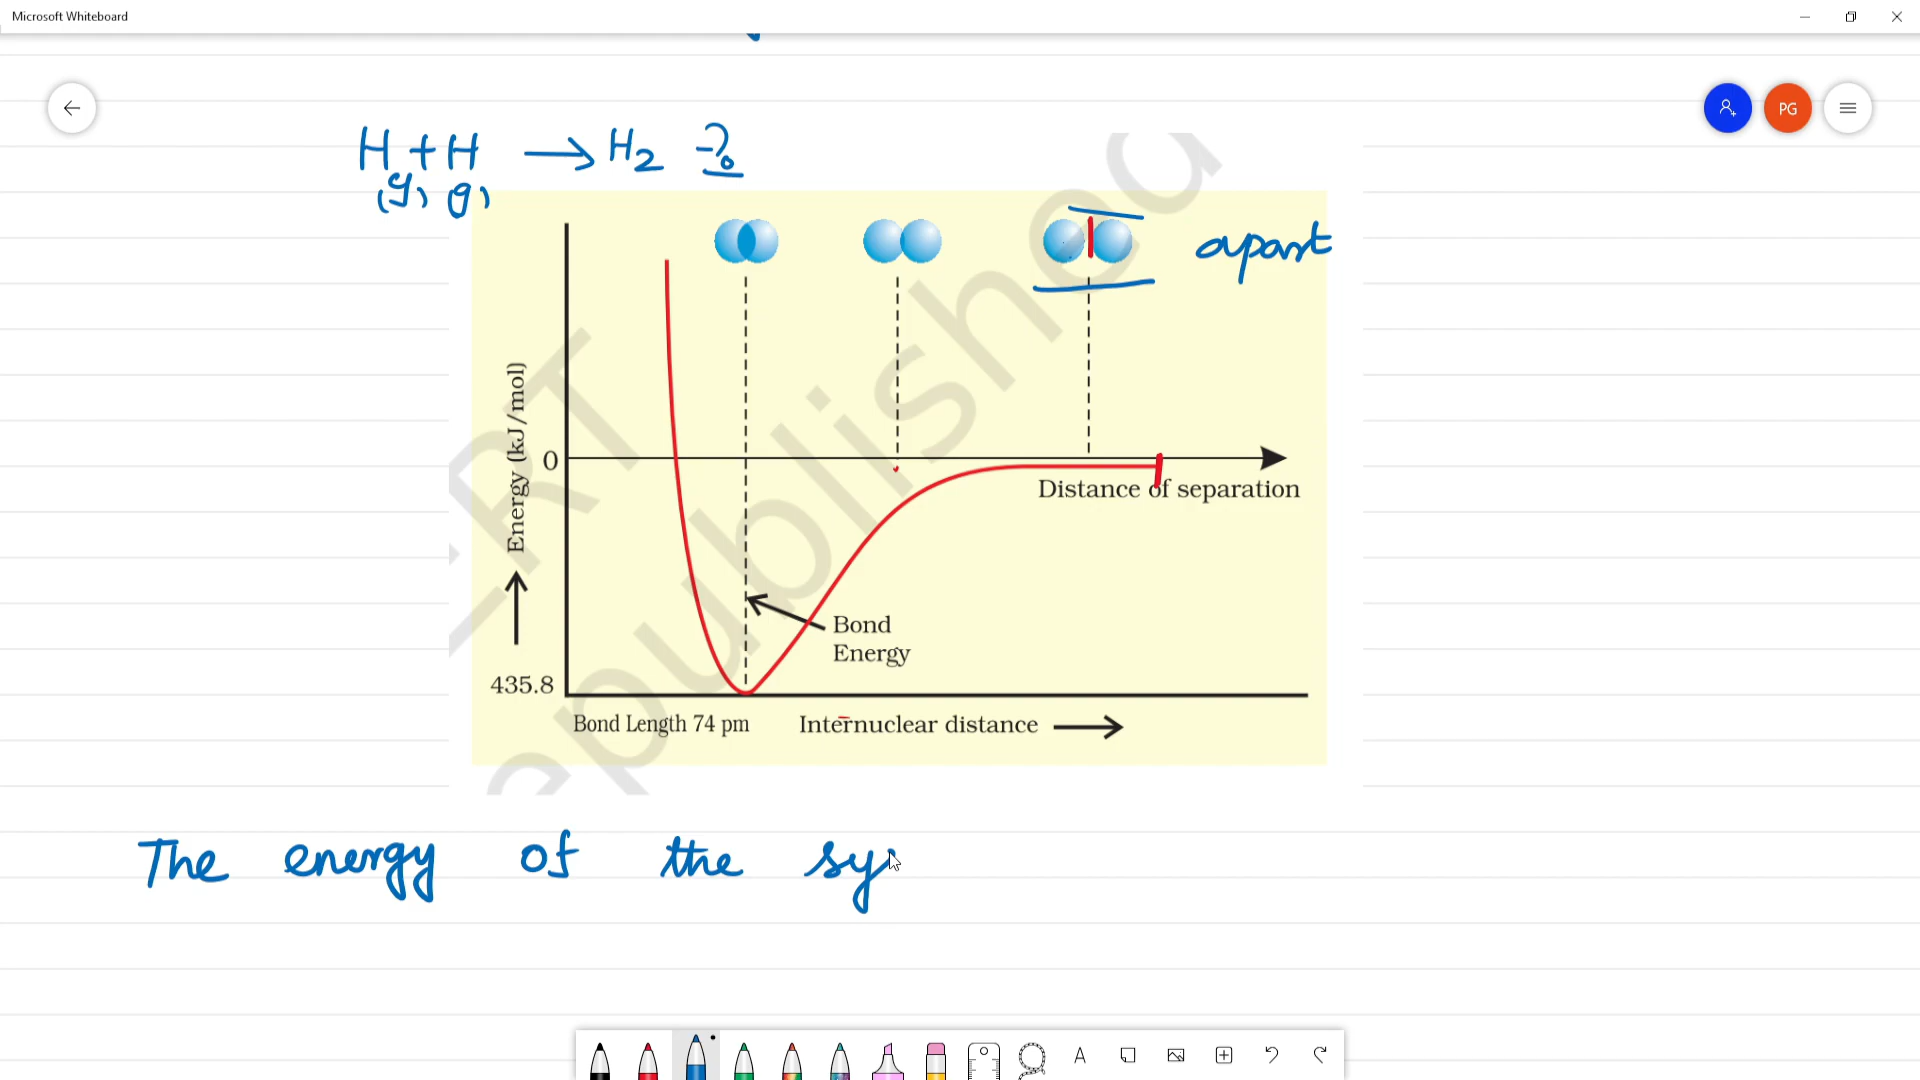 Microsoft Whiteboard
PG
H + H → H2 ?
(g) (g)
apart
Energy (kJ/mol)
0
Distance of separation
Bond
Energy
435.8
Bond Length 74 pm Internuclear distance
The energy of the sy
A